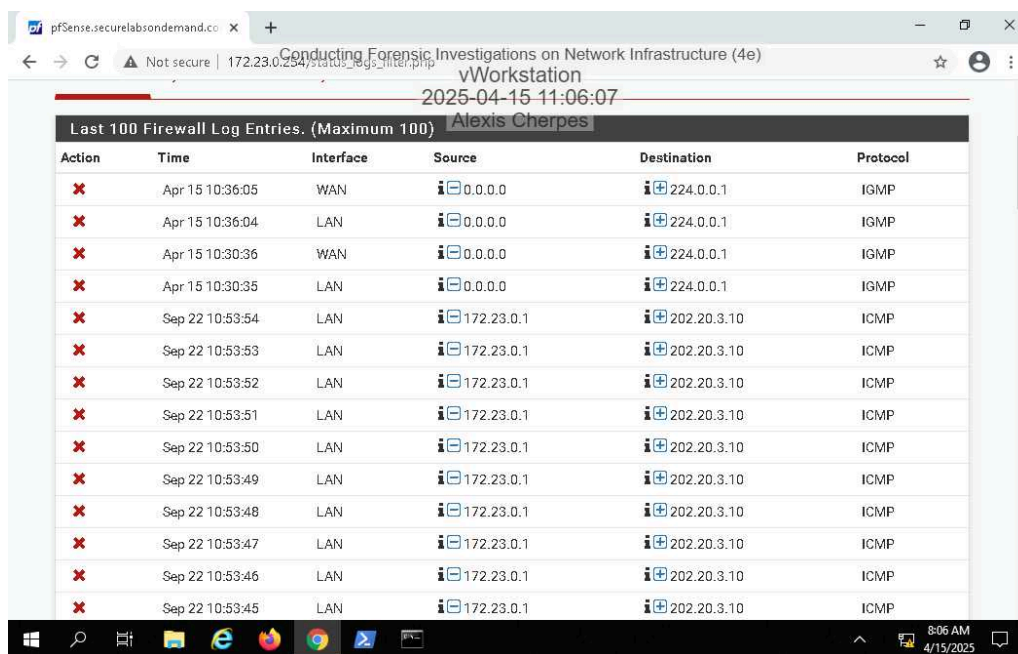 pfSense.securelabsondemand.co
Not secure | 172.23.0.254/status_logs_filter.php
Conducting Forensic Investigations on Network Infrastructure (4e)
vWorkstation
2025-04-15 11:06:07
Alexis Cherpes
Last 100 Firewall Log Entries. (Maximum 100)
Action Time Interface Source Destination Protocol
Apr 15 10:36:05 WAN 0.0.0.0 224.0.0.1 IGMP
Apr 15 10:36:04 LAN 0.0.0.0 224.0.0.1 IGMP
Apr 15 10:30:36 WAN 0.0.0.0 224.0.0.1 IGMP
Apr 15 10:30:35 LAN 0.0.0.0 224.0.0.1 IGMP
Sep 22 10:53:54 LAN 172.23.0.1 202.20.3.10 ICMP
Sep 22 10:53:53 LAN 172.23.0.1 202.20.3.10 ICMP
Sep 22 10:53:52 LAN 172.23.0.1 202.20.3.10 ICMP
Sep 22 10:53:51 LAN 172.23.0.1 202.20.3.10 ICMP
Sep 22 10:53:50 LAN 172.23.0.1 202.20.3.10 ICMP
Sep 22 10:53:49 LAN 172.23.0.1 202.20.3.10 ICMP
Sep 22 10:53:48 LAN 172.23.0.1 202.20.3.10 ICMP
Sep 22 10:53:47 LAN 172.23.0.1 202.20.3.10 ICMP
Sep 22 10:53:46 LAN 172.23.0.1 202.20.3.10 ICMP
Sep 22 10:53:45 LAN 172.23.0.1 202.20.3.10 ICMP
8:06 AM
4/15/2025